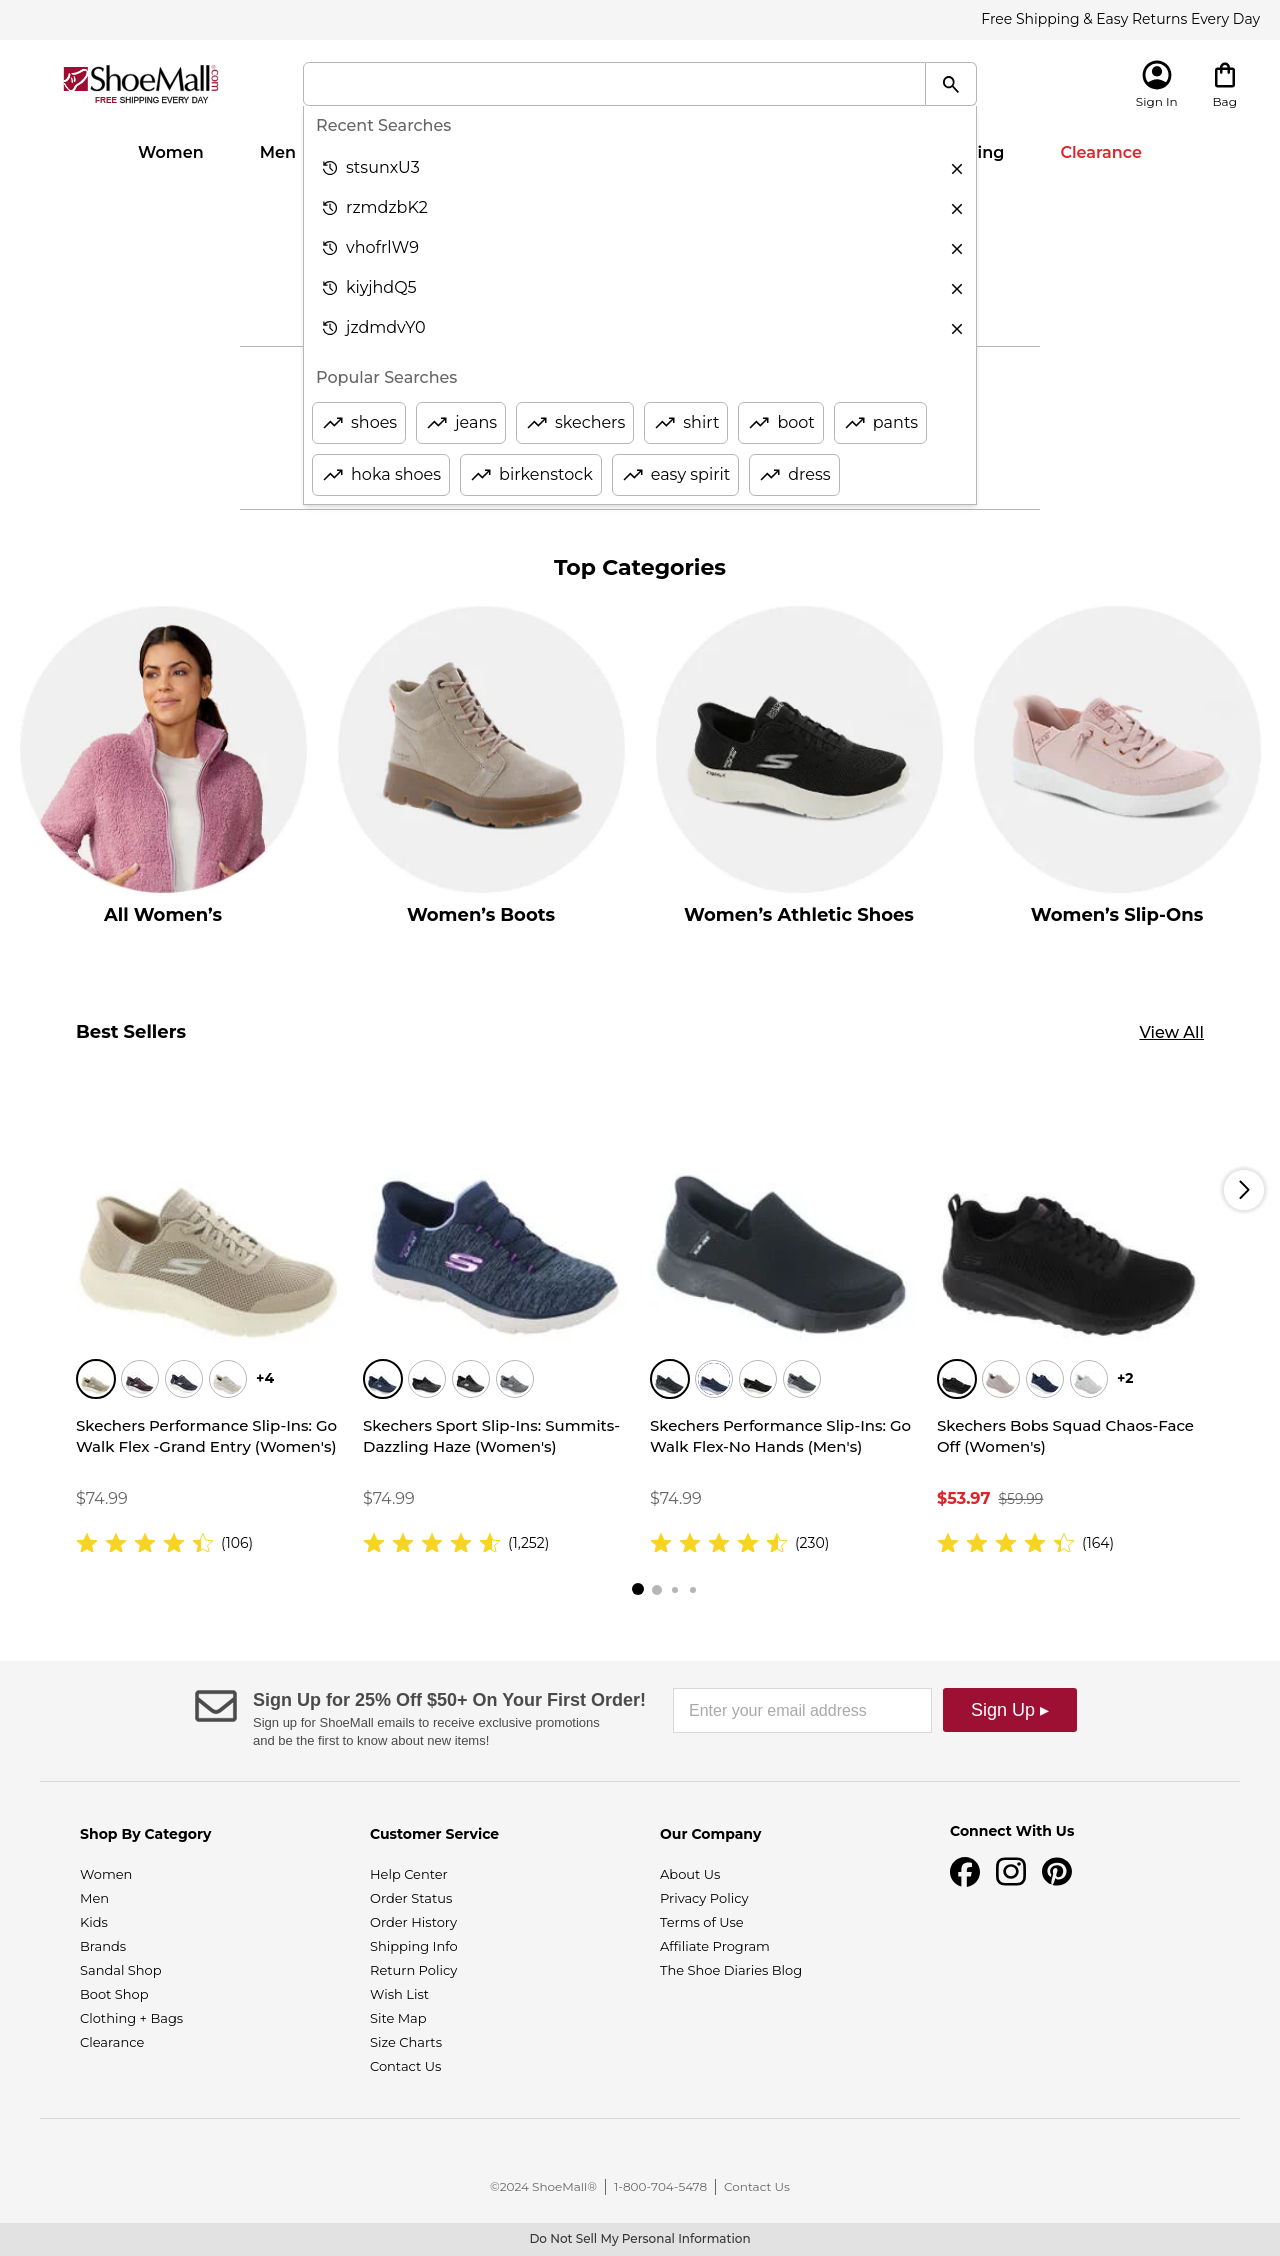 Free Shipping & Easy Returns Every Day
ShoeMall.com
FREE SHIPPING EVERY DAY
Sign In
Bag
Women
Men
ing
Clearance
Recent Searches
stsunxU3
rzmdzbK2
vhofrlW9
kiyjhdQ5
jzdmdvY0
Popular Searches
shoes
jeans
skechers
shirt
boot
pants
hoka shoes
birkenstock
easy spirit
dress
Top Categories
All Women’s
Women’s Boots
Women’s Athletic Shoes
Women’s Slip-Ons
Best Sellers
View All
+4
Skechers Performance Slip-Ins: Go
Walk Flex -Grand Entry (Women's)
$74.99
(106)
Skechers Sport Slip-Ins: Summits-
Dazzling Haze (Women's)
$74.99
(1,252)
Skechers Performance Slip-Ins: Go
Walk Flex-No Hands (Men's)
$74.99
(230)
+2
Skechers Bobs Squad Chaos-Face
Off (Women's)
$53.97 $59.99
(164)
Sign Up for 25% Off $50+ On Your First Order!
Sign up for ShoeMall emails to receive exclusive promotions
and be the first to know about new items!
Enter your email address
Sign Up ▸
Shop By Category
Women
Men
Kids
Brands
Sandal Shop
Boot Shop
Clothing + Bags
Clearance
Customer Service
Help Center
Order Status
Order History
Shipping Info
Return Policy
Wish List
Site Map
Size Charts
Contact Us
Our Company
About Us
Privacy Policy
Terms of Use
Affiliate Program
The Shoe Diaries Blog
Connect With Us
©2024 ShoeMall®
1-800-704-5478
Contact Us
Do Not Sell My Personal Information